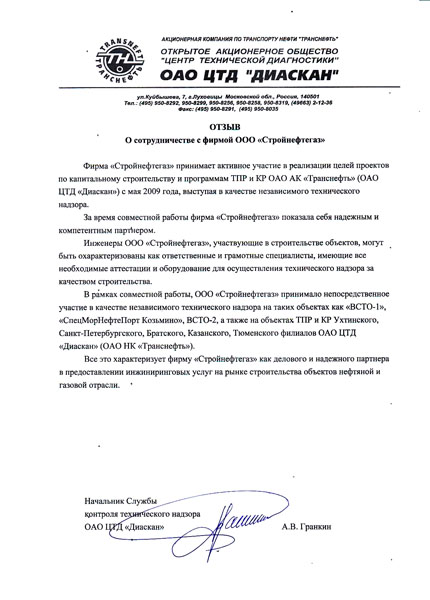 TRANSNEFT
ТН
ТРАНСНЕФТЬ
АКЦИОНЕРНАЯ КОМПАНИЯ ПО ТРАНСПОРТУ НЕФТИ "ТРАНСНЕФТЬ"
ОТКРЫТОЕ АКЦИОНЕРНОЕ ОБЩЕСТВО
"ЦЕНТР ТЕХНИЧЕСКОЙ ДИАГНОСТИКИ"
ОАО ЦТД "ДИАСКАН"
ул.Куйбышева, 7, г.Луховицы Московской обл., Россия, 140501
Тел.: (495) 950-8292, 950-8299, 950-8256, 950-8258, 950-8319, (49663) 2-12-36
Факс: (495) 950-8291, (495) 950-8035
ОТЗЫВ
О сотрудничестве с фирмой ООО «Стройнефтегаз»
Фирма «Стройнефтегаз» принимает активное участие в реализации целей проектов
по капитальному строительству и программам ТПР и КР ОАО АК «Транснефть» (ОАО
ЦТД «Диаскан») с мая 2009 года, выступая в качестве независимого технического
надзора.
За время совместной работы фирма «Стройнефтегаз» показала себя надежным и
компетентным партнером.
Инженеры ООО «Стройнефтегаз», участвующие в строительстве объектов, могут
быть охарактеризованы как ответственные и грамотные специалисты, имеющие все
необходимые аттестации и оборудование для осуществления технического надзора за
качеством строительства.
В рамках совместной работы, ООО «Стройнефтегаз» принимало непосредственное
участие в качестве независимого технического надзора на таких объектах как «ВСТО-1»,
«СпецМорНефтеПорт Козьмино», ВСТО-2, а также на объектах ТПР и КР Ухтинского,
Санкт-Петербургского, Братского, Казанского, Тюменского филиалов ОАО ЦТД
«Диаскан» (ОАО НК «Транснефть»).
Все это характеризует фирму «Стройнефтегаз» как делового и надежного партнера
в предоставлении инжиниринговых услуг на рынке строительства объектов нефтяной и
газовой отрасли.
Начальник Службы
контроля технического надзора
ОАО ЦТД «Диаскан»
А.В. Гранкин